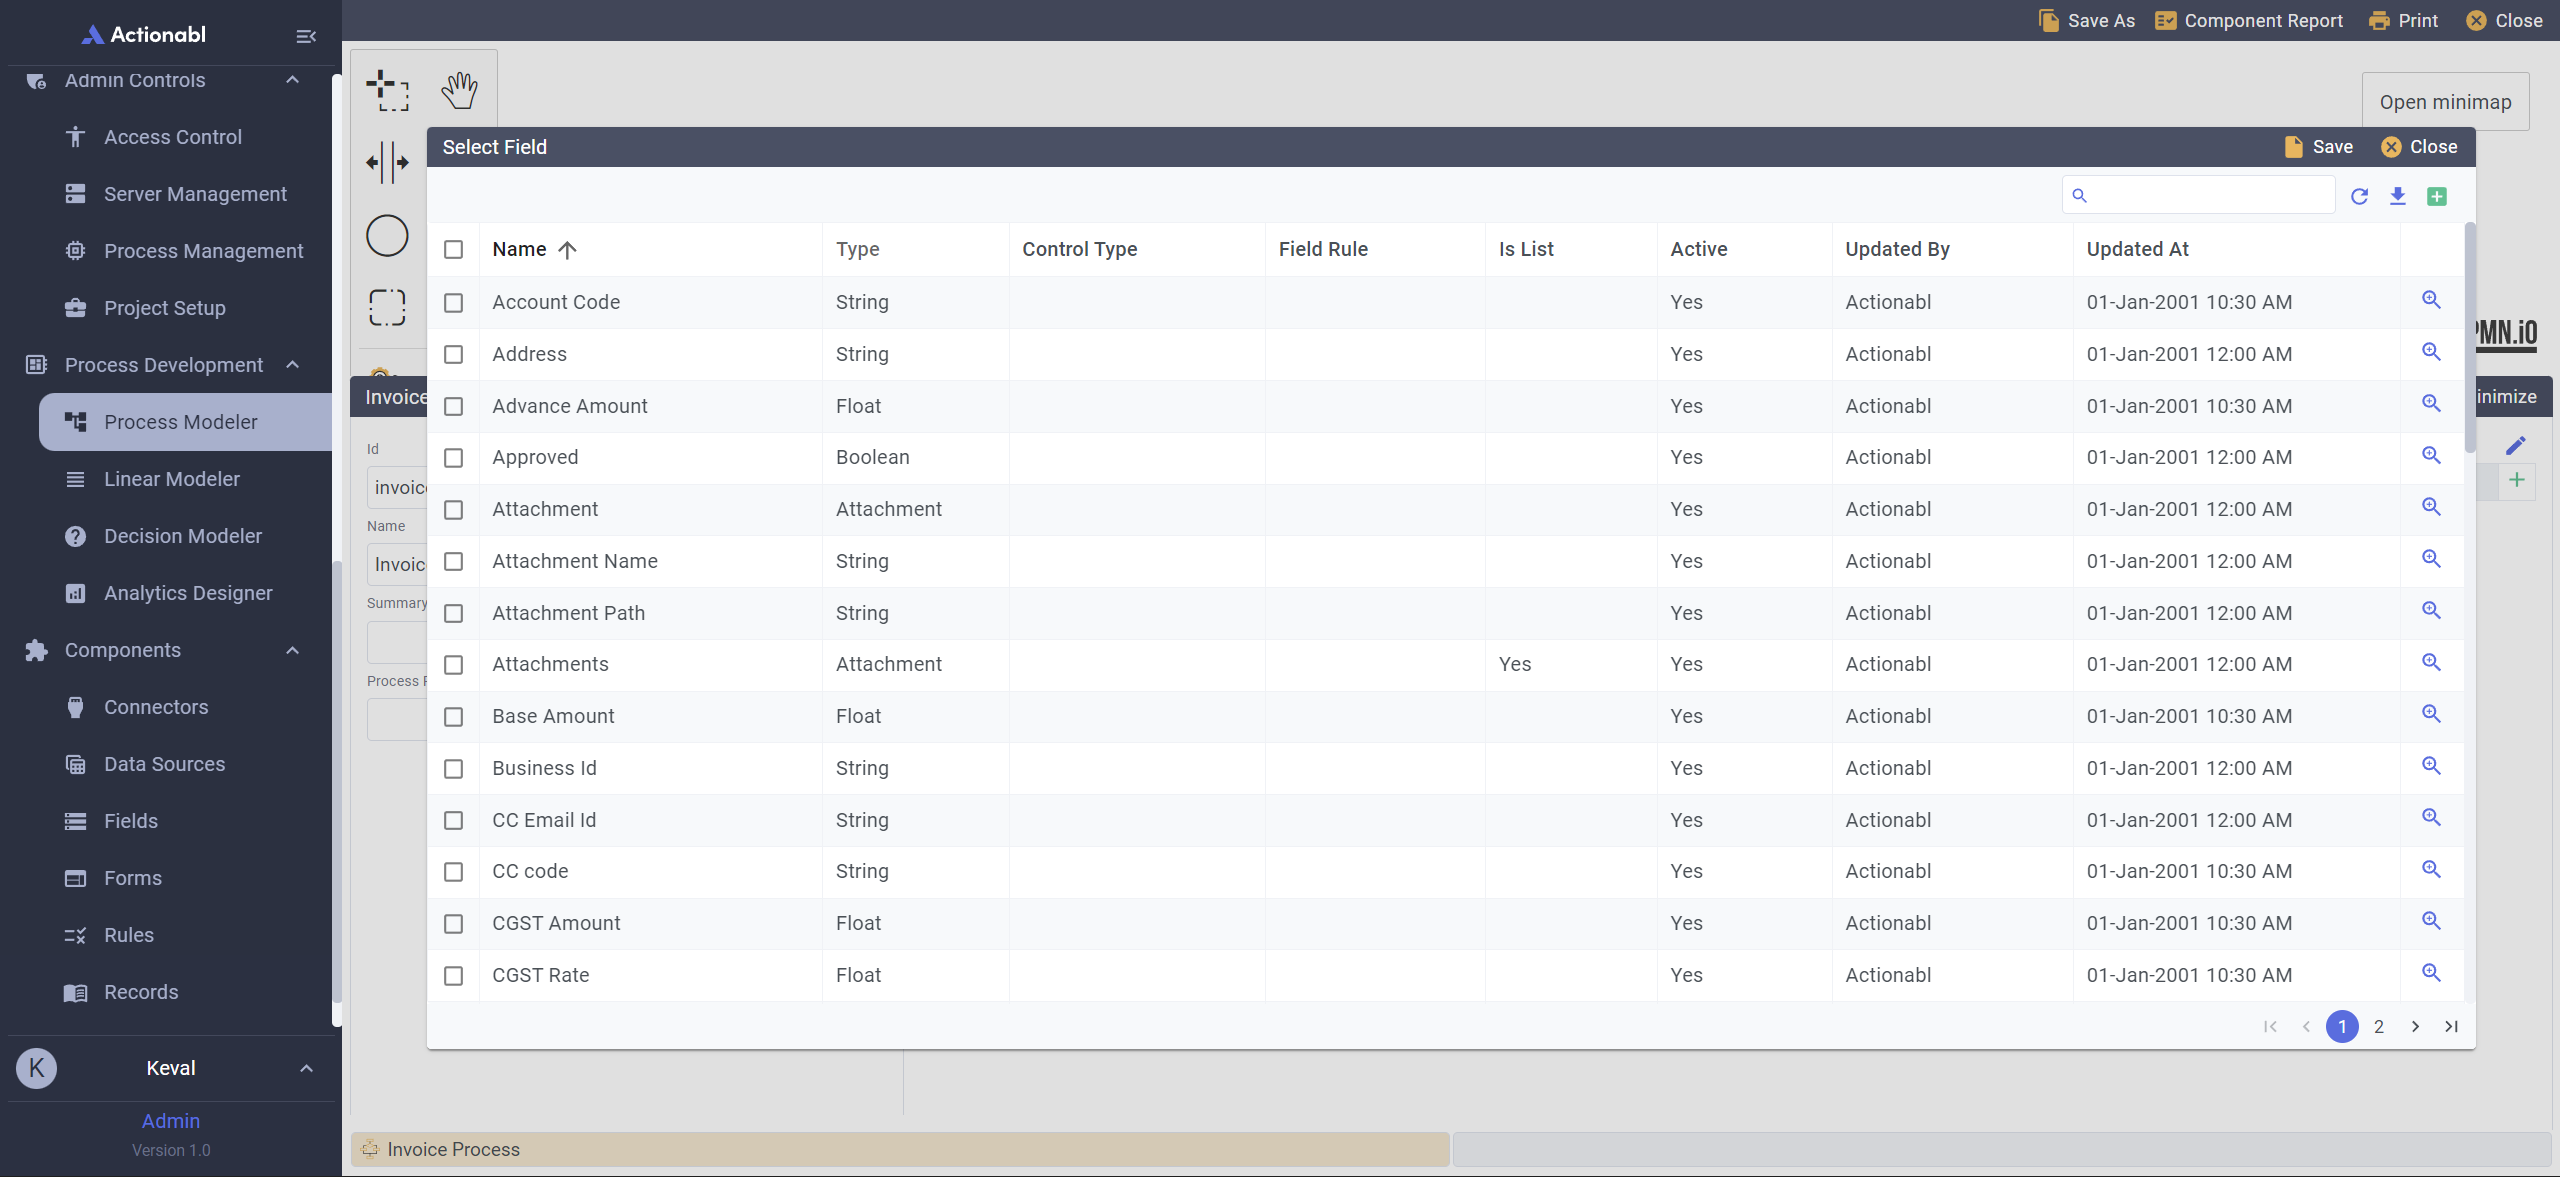 Actionabl
Save As
Component Report
Print
Close
Admin Controls
Access Control
Server Management
Process Management
Project Setup
Process Development
Process Modeler
Linear Modeler
Decision Modeler
Analytics Designer
Components
Connectors
Data Sources
Fields
Forms
Rules
Records
K
Keval
Admin
Version 1.0
Open minimap
Select Field
Save
Close
Name Type Control Type Field Rule Is List Active Updated By Updated At
Account Code String Yes Actionabl 01-Jan-2001 10:30 AM
Address String Yes Actionabl 01-Jan-2001 12:00 AM
Advance Amount Float Yes Actionabl 01-Jan-2001 10:30 AM
Approved Boolean Yes Actionabl 01-Jan-2001 12:00 AM
Attachment Attachment Yes Actionabl 01-Jan-2001 12:00 AM
Attachment Name String Yes Actionabl 01-Jan-2001 12:00 AM
Attachment Path String Yes Actionabl 01-Jan-2001 12:00 AM
Attachments Attachment Yes Yes Actionabl 01-Jan-2001 12:00 AM
Base Amount Float Yes Actionabl 01-Jan-2001 10:30 AM
Business Id String Yes Actionabl 01-Jan-2001 12:00 AM
CC Email Id String Yes Actionabl 01-Jan-2001 12:00 AM
CC code String Yes Actionabl 01-Jan-2001 10:30 AM
CGST Amount Float Yes Actionabl 01-Jan-2001 10:30 AM
CGST Rate Float Yes Actionabl 01-Jan-2001 10:30 AM
1 2
PMN.iO
Invoice
inimize
Id
invoic
Name
Invoic
Summary
Process
Invoice Process